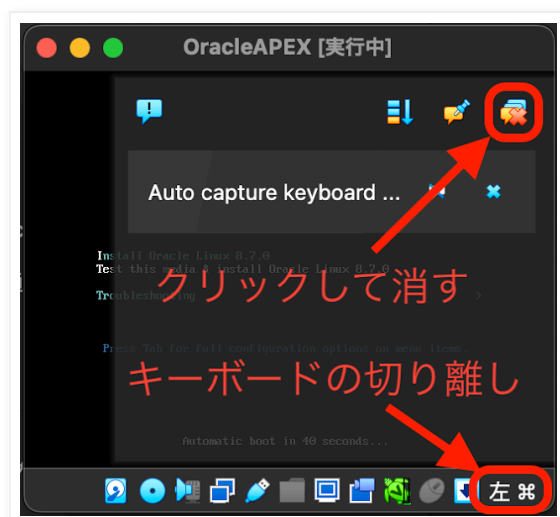 OracleAPEX [実行中]
Auto capture keyboard ...
Install Oracle Linux 8.7.0
Test this media & install Oracle Linux 8.7.0
Troubleshooting >
クリックして消す
Press Tab for full configuration options on menu items.
キーボードの切り離し
Automatic boot in 40 seconds...
左 ⌘